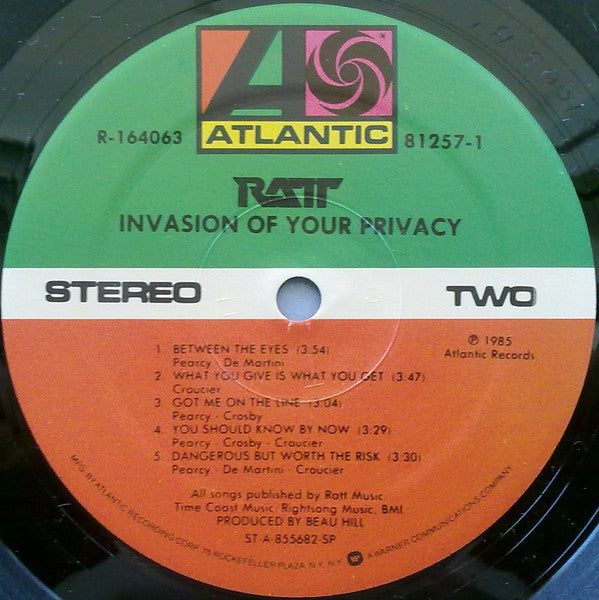 R-164063
ATLANTIC
81257-1
RATT
INVASION OF YOUR PRIVACY
STEREO
TWO
℗ 1985
Atlantic Records
1. BETWEEN THE EYES (3:54)
Pearcy - De Martini
2. WHAT YOU GIVE IS WHAT YOU GET (3:47)
Croucier
3. GOT ME ON THE LINE (3:04)
Pearcy - Crosby
4. YOU SHOULD KNOW BY NOW (3:29)
Pearcy - Crosby - Croucier
5. DANGEROUS BUT WORTH THE RISK (3:30)
Pearcy - De Martini - Croucier
All songs published by Ratt Music,
Time Coast Music, Rightsong Music, BMI.
PRODUCED BY BEAU HILL
ST-A-855682-SP
MFG. BY ATLANTIC RECORDING CORP., 75 ROCKEFELLER PLAZA, N.Y., N.Y.
A WARNER COMMUNICATIONS COMPANY